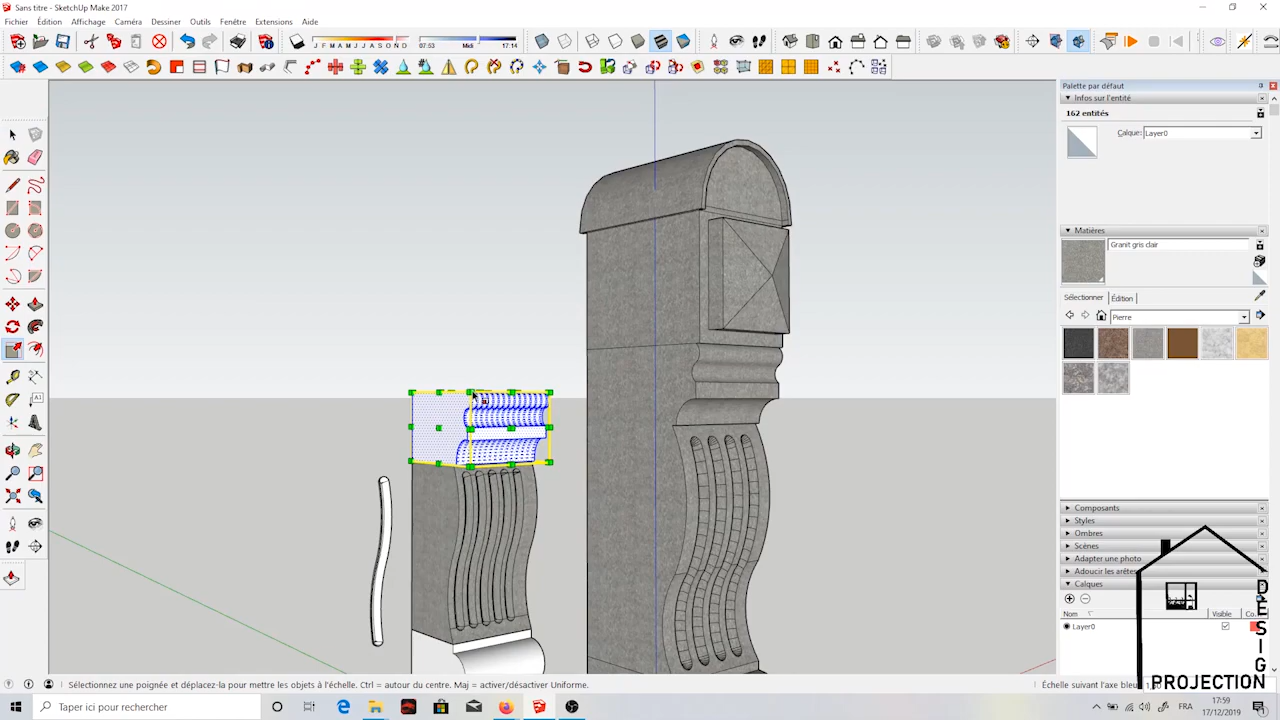 Sans titre - SketchUp Make 2017
Fichier Édition Affichage Caméra Dessiner Outils Fenêtre Extensions Aide
J F M A M J J A S O N D 07:53 Midi 17:14
Palette par défaut
Infos sur l'entité
162 entités
Calque: Layer0
Matières
Granit gris clair
Sélectionner Édition
Pierre
Composants
Styles
Ombres
Scènes
Adapter une photo
Adoucir les arête
Calques
Nom Visible Co
Layer0
DESIGN
PROJECTION
Sélectionnez une poignée et déplacez-la pour mettre les objets à l'échelle. Ctrl = autour du centre. Maj = activer/désactiver Uniforme.
Échelle suivant l'axe bleu
Taper ici pour rechercher
FRA
17:59
17/12/2019